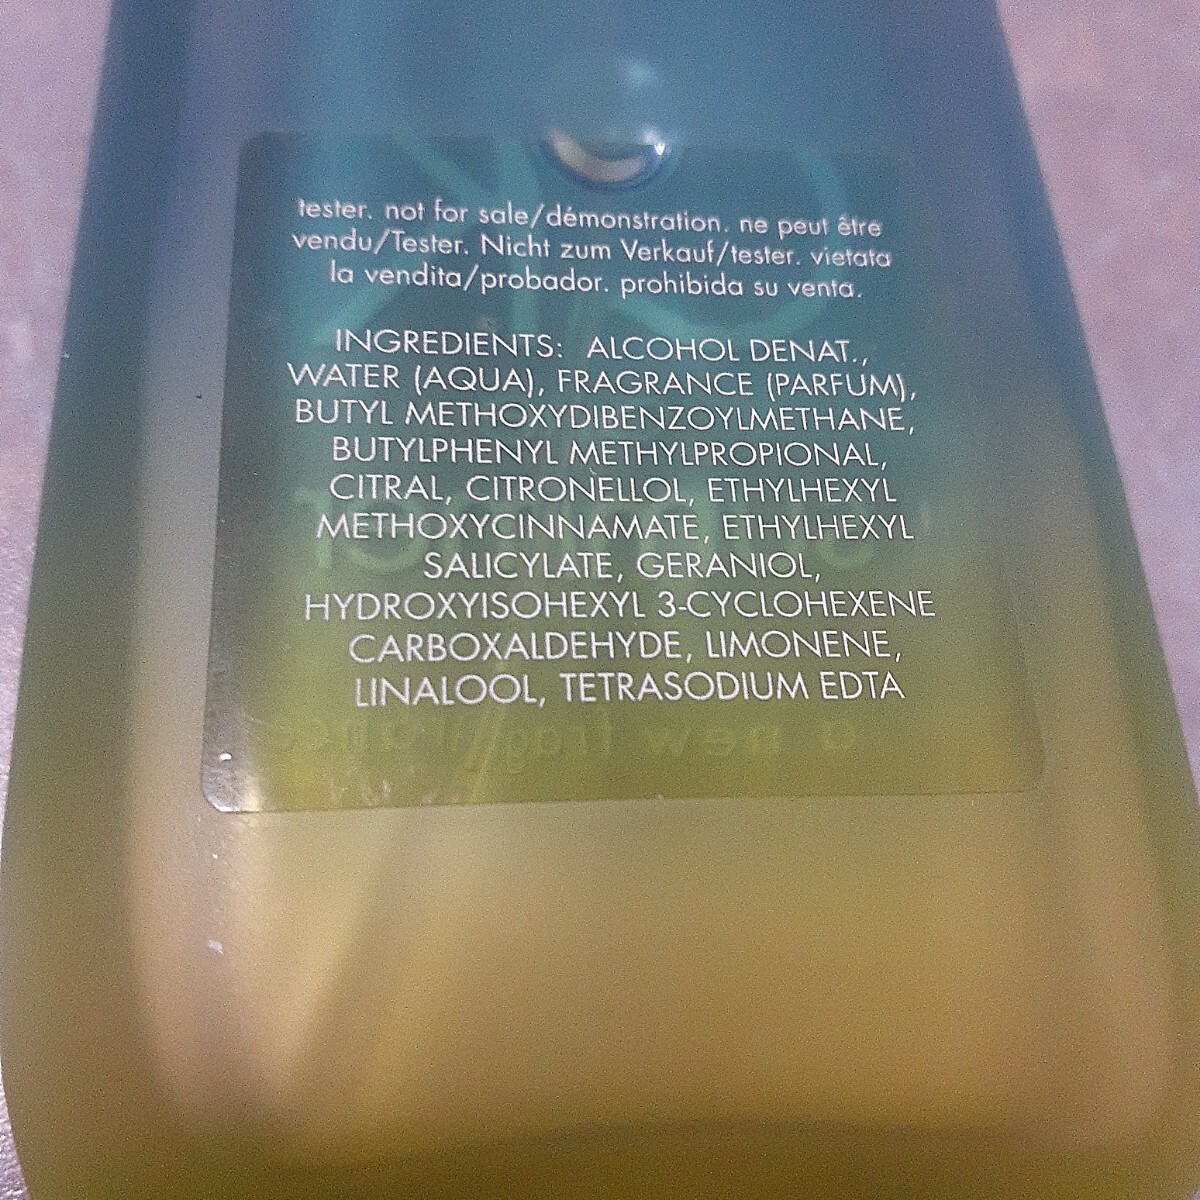 tester. not for sale/démonstration. ne peut être
vendu/Tester. Nicht zum Verkauf/tester. vietata
la vendita/probador. prohibida su venta.
INGREDIENTS: ALCOHOL DENAT.,
WATER (AQUA), FRAGRANCE (PARFUM),
BUTYL METHOXYDIBENZOYLMETHANE,
BUTYLPHENYL METHYLPROPIONAL,
CITRAL, CITRONELLOL, ETHYLHEXYL
METHOXYCINNAMATE, ETHYLHEXYL
SALICYLATE, GERANIOL,
HYDROXYISOHEXYL 3-CYCLOHEXENE
CARBOXALDEHYDE, LIMONENE,
LINALOOL, TETRASODIUM EDTA
a new fragrance